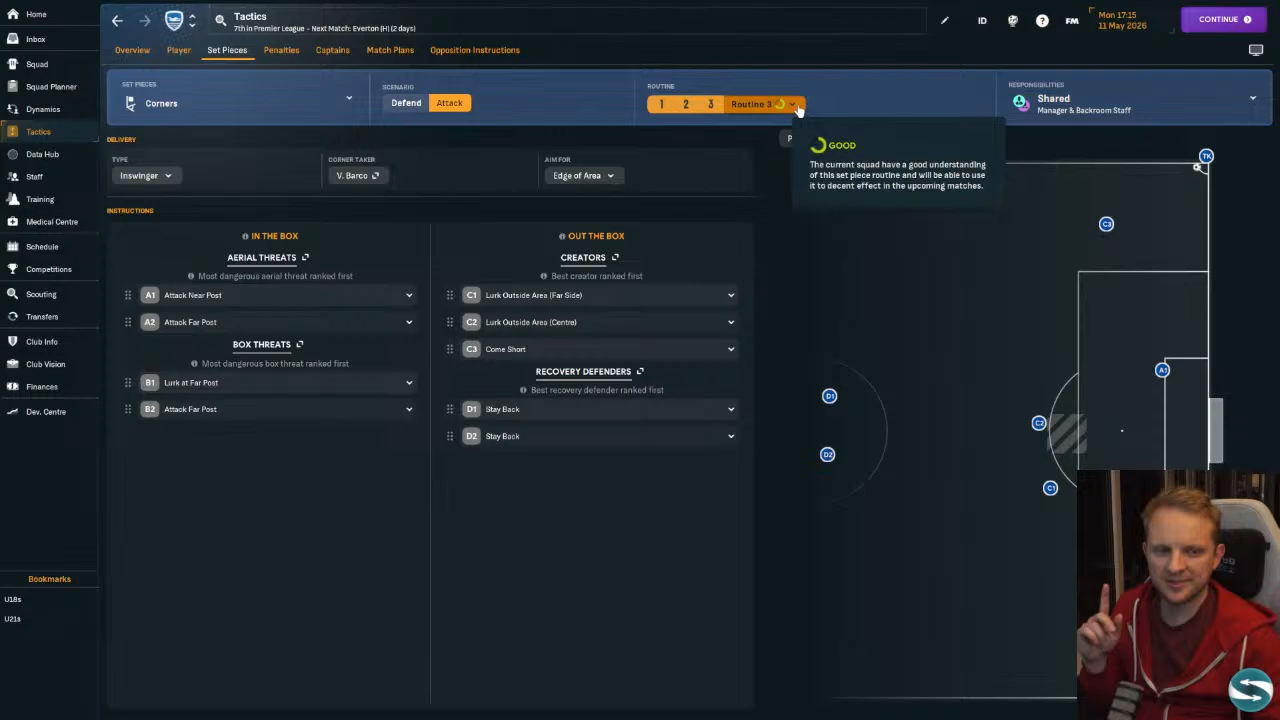 Home
Inbox
Squad
Squad Planner
Dynamics
Tactics
Data Hub
Staff
Training
Medical Centre
Schedule
Competitions
Scouting
Transfers
Club Info
Club Vision
Finances
Dev. Centre
Bookmarks
U18s
U21s
Tactics
7th in Premier League - Next Match: Everton (H) (2 days)
ID
FM
Mon 17:15
11 May 2026
CONTINUE
Overview
Player
Set Pieces
Penalties
Captains
Match Plans
Opposition Instructions
SET PIECES
Corners
SCENARIO
Defend
Attack
ROUTINE
1 2 3 Routine 3
RESPONSIBILITIES
Shared
Manager & Backroom Staff
DELIVERY
TYPE
Inswinger
CORNER TAKER
V. Barco
AIM FOR
Edge of Area
GOOD
The current squad have a good understanding
of this set piece routine and will be able to use
it to decent effect in the upcoming matches.
INSTRUCTIONS
IN THE BOX
AERIAL THREATS
Most dangerous aerial threat ranked first
A1 Attack Near Post
A2 Attack Far Post
BOX THREATS
Most dangerous box threat ranked first
B1 Lurk at Far Post
B2 Attack Far Post
OUT THE BOX
CREATORS
Best creator ranked first
C1 Lurk Outside Area (Far Side)
C2 Lurk Outside Area (Centre)
C3 Come Short
RECOVERY DEFENDERS
Best recovery defender ranked first
D1 Stay Back
D2 Stay Back
TK
C3
A1
D1
C2
D2
C1